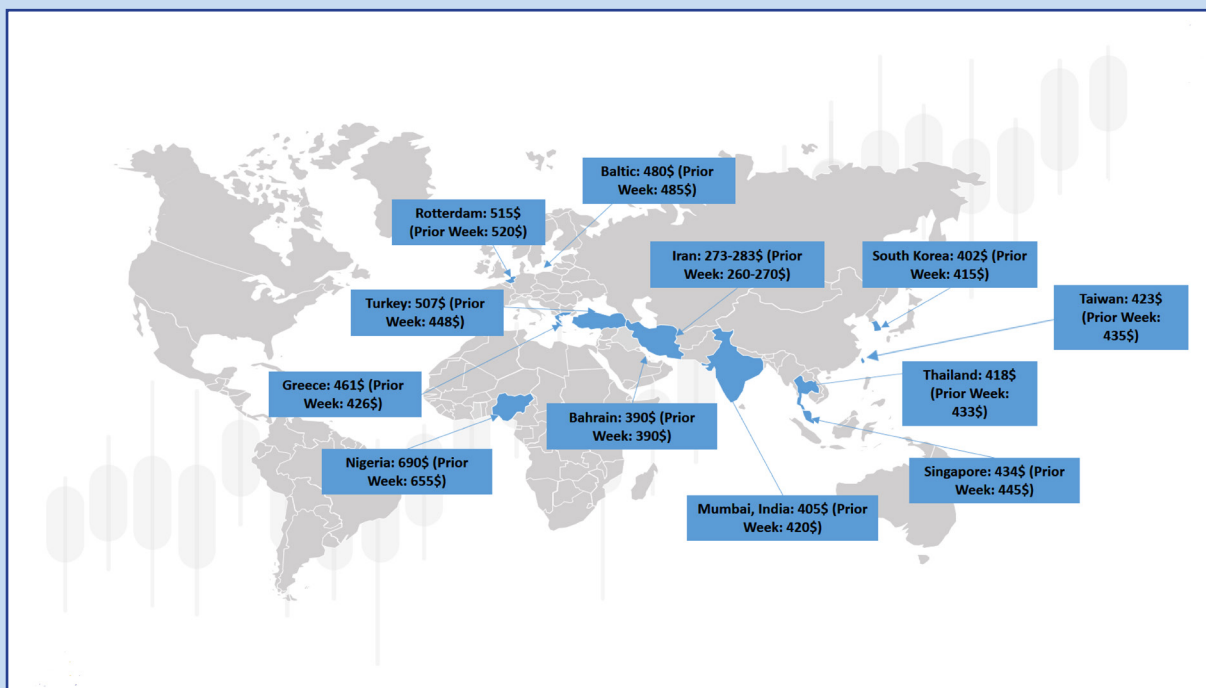 Baltic: 480$ (Prior
Week: 485$)
Rotterdam: 515$
(Prior Week: 520$)
Iran: 273-283$ (Prior
Week: 260-270$)
South Korea: 402$ (Prior
Week: 415$)
Turkey: 507$ (Prior
Week: 448$)
Taiwan: 423$
(Prior Week:
435$)
Greece: 461$ (Prior
Week: 426$)
Thailand: 418$
(Prior Week:
433$)
Bahrain: 390$ (Prior
Week: 390$)
Nigeria: 690$ (Prior
Week: 655$)
Singapore: 434$ (Prior
Week: 445$)
Mumbai, India: 405$ (Prior
Week: 420$)